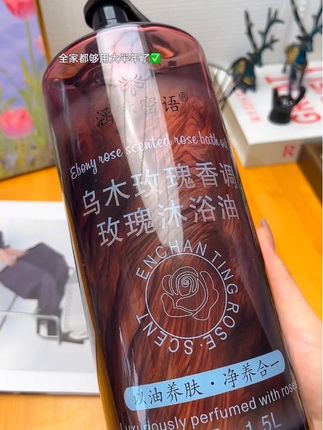 全家都够用大半年了✅
语®
Ebony rose scented rose bath oil
乌木玫瑰香调
玫瑰沐浴油
ENCHANTING ROSE SCENT
以油养肤·净养合一
Luxuriously perfumed with rose
1.5L